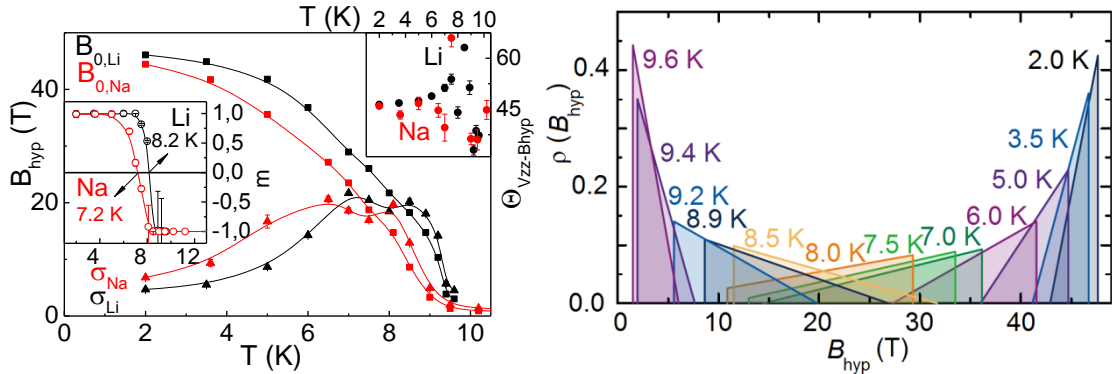 T (K)
2 4 6 8 10
B0,Li
B0,Na
Li
Na
60
45
ΘVzz-Bhyp
Bhyp (T)
40
20
0
Li
8.2 K
Na
7.2 K
1,0
0,5
0,0
-0,5
-1,0
m
4 8 12
σNa
σLi
0 2 4 6 8 10
T (K)
ρ (Bhyp)
0.4
0.2
0.0
9.6 K
2.0 K
9.4 K
3.5 K
9.2 K
5.0 K
8.9 K
6.0 K
8.5 K
8.0 K
7.5 K
7.0 K
0 10 20 30 40
Bhyp (T)